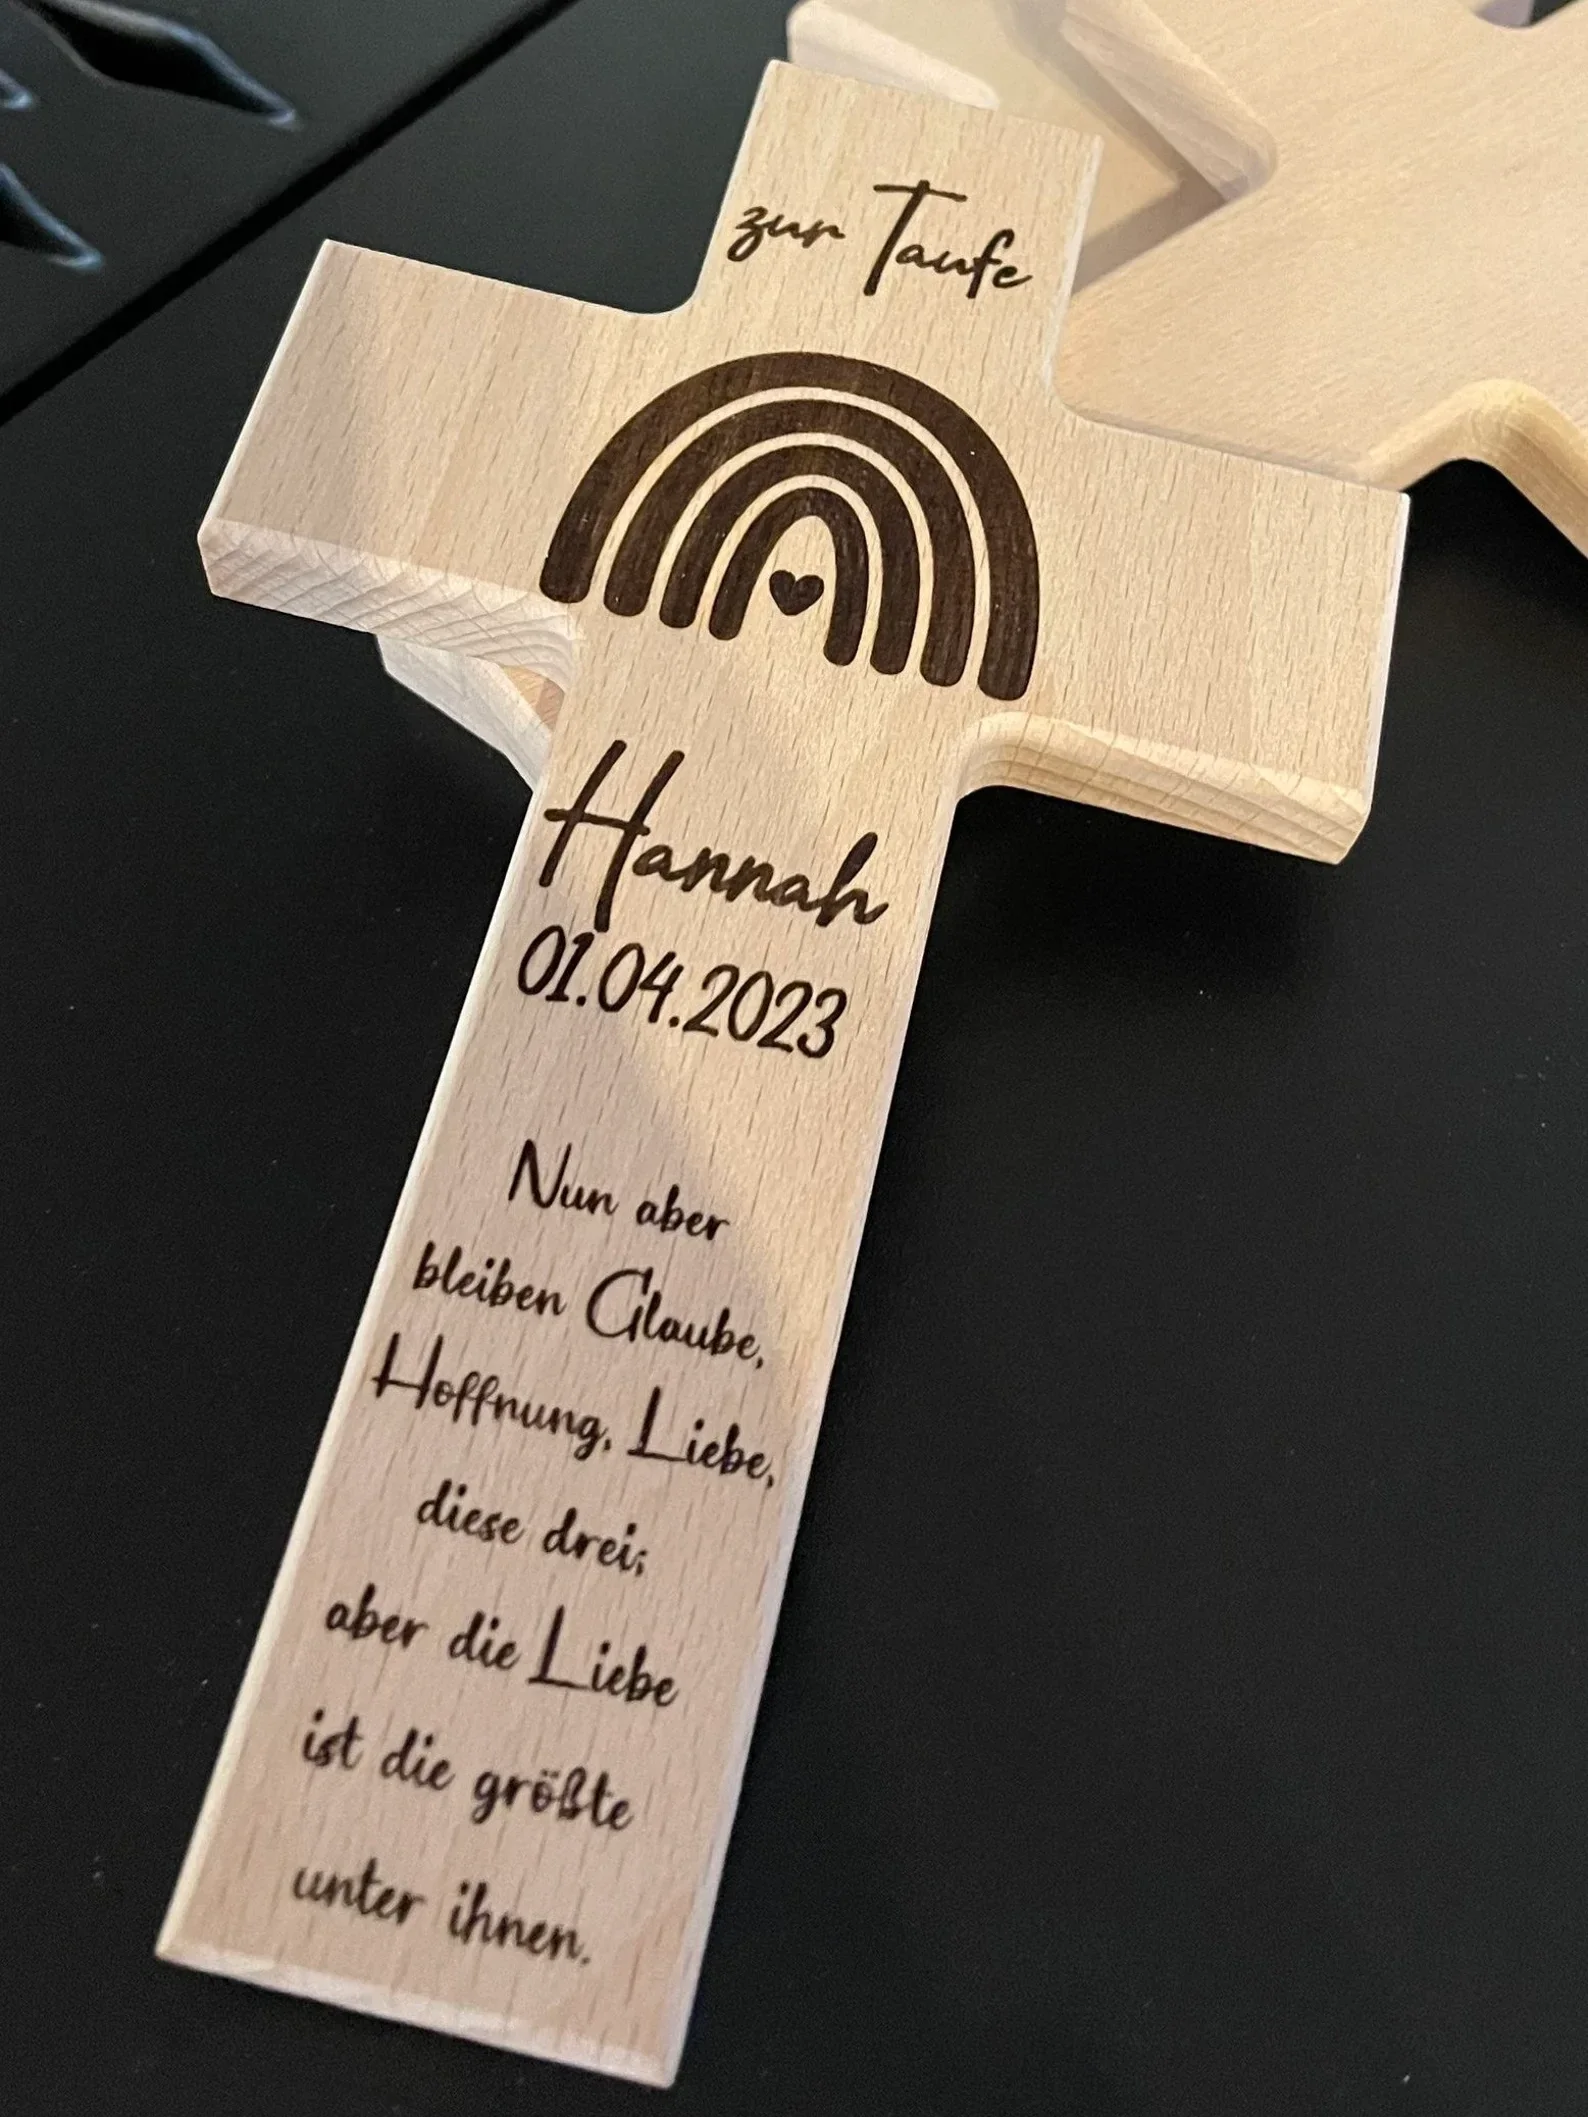 zur Taufe
Hannah
01.04.2023
Nun aber
bleiben Glaube,
Hoffnung, Liebe,
diese drei;
aber die Liebe
ist die größte
unter ihnen.